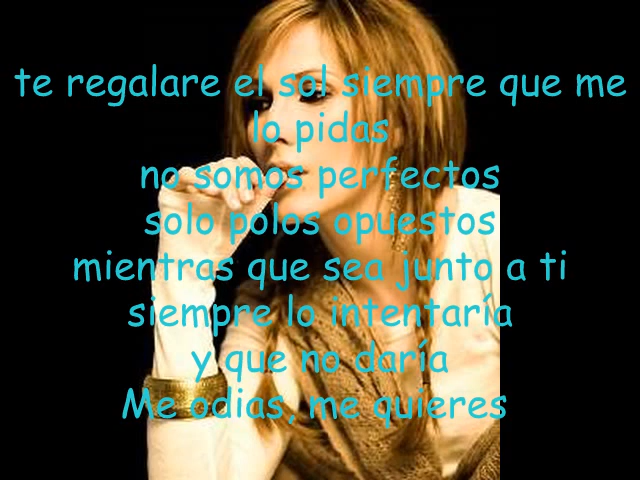 te regalare el sol siempre que me
lo pidas
no somos perfectos
solo polos opuestos
mientras que sea junto a ti
siempre lo intentaría
y que no daría
Me odias, me quieres